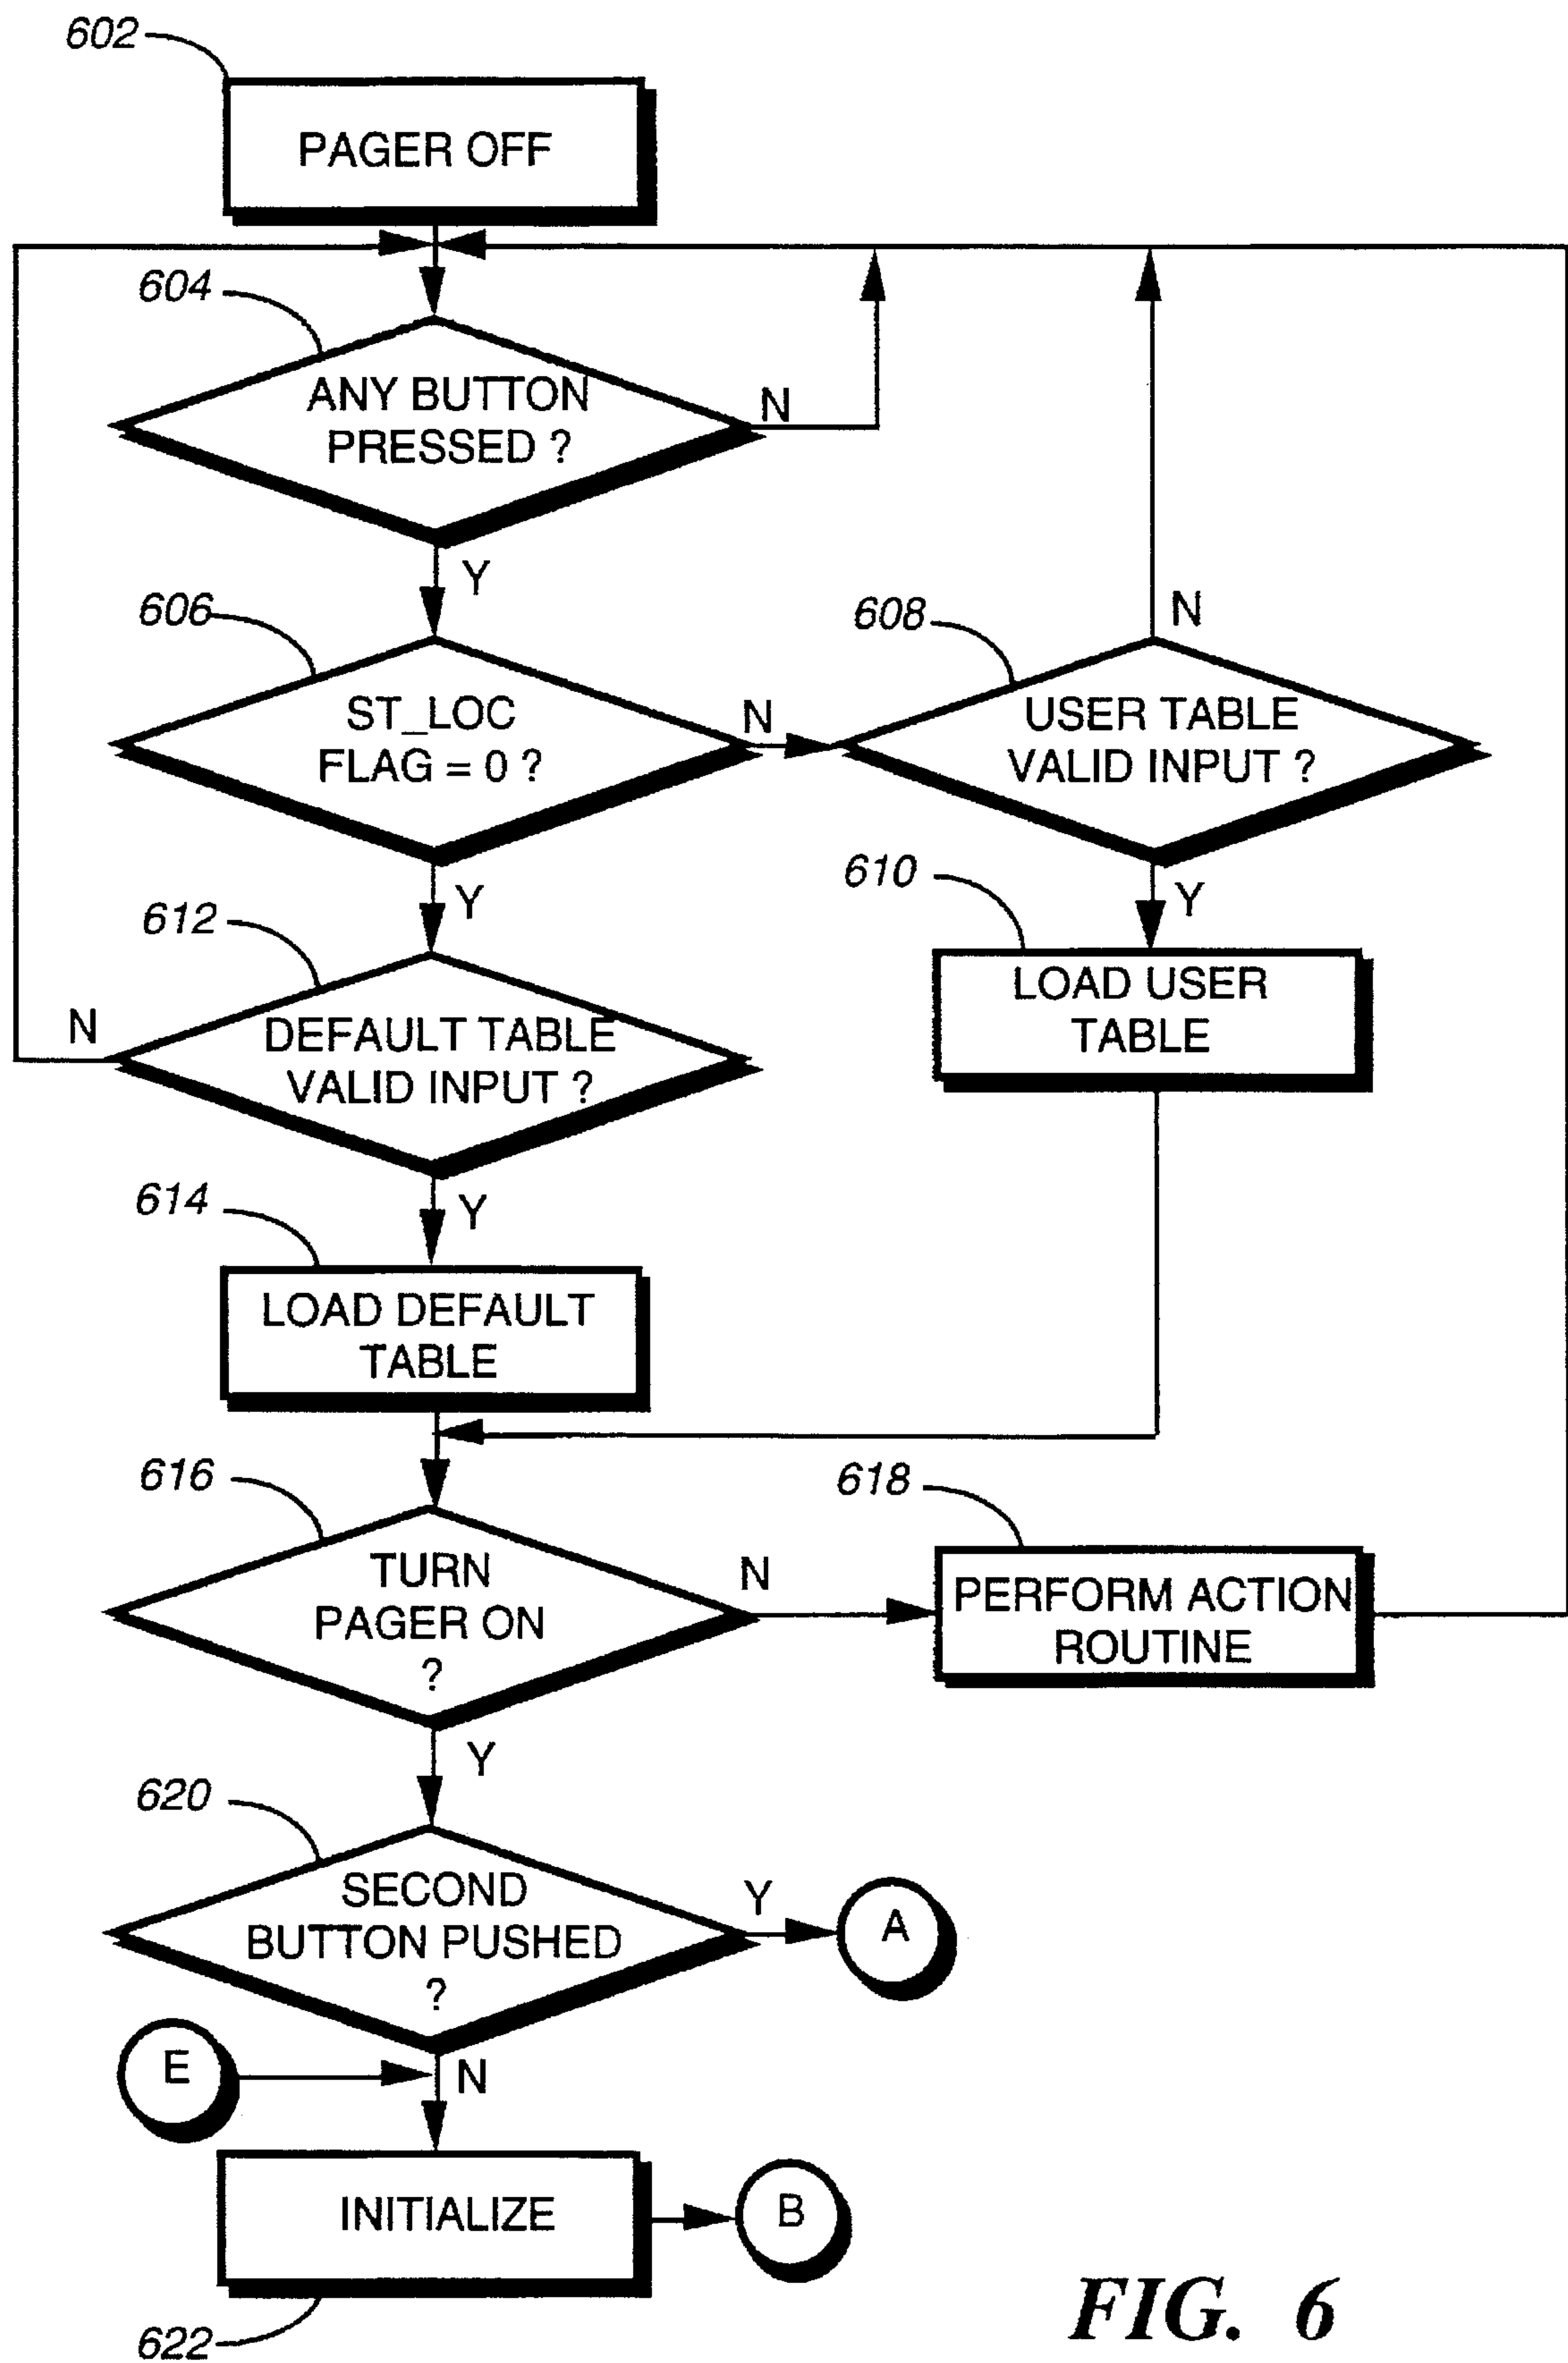 602
PAGER OFF
604
ANY BUTTON
PRESSED ?
N
Y
606
ST_LOC
FLAG = 0 ?
N
608
N
USER TABLE
VALID INPUT ?
Y
610
LOAD USER
TABLE
Y
612
N
DEFAULT TABLE
VALID INPUT ?
Y
614
LOAD DEFAULT
TABLE
616
TURN
PAGER ON
?
N
618
PERFORM ACTION
ROUTINE
Y
620
SECOND
BUTTON PUSHED
?
Y
A
E
N
INITIALIZE
B
622
FIG. 6